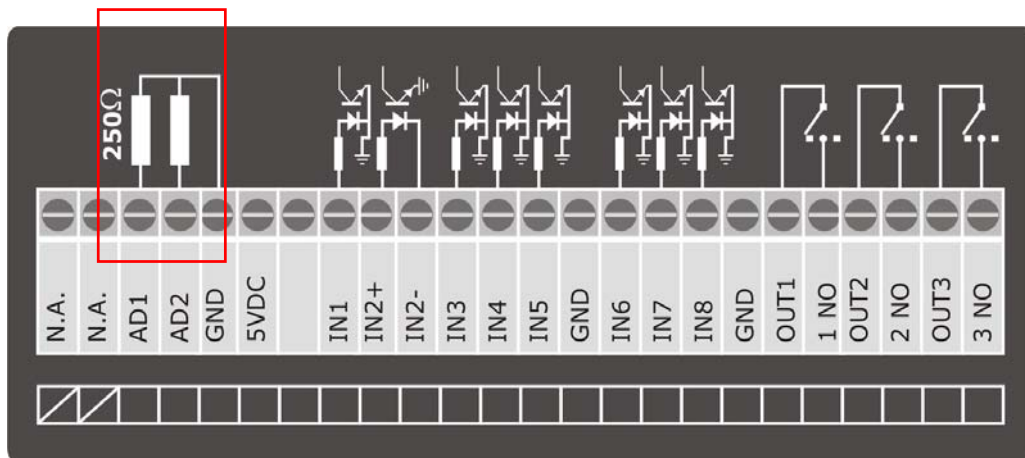 250Ω
N.A.
N.A.
AD1
AD2
GND
5VDC
IN1
IN2+
IN2-
IN3
IN4
IN5
GND
IN6
IN7
IN8
GND
OUT1
1 NO
OUT2
2 NO
OUT3
3 NO